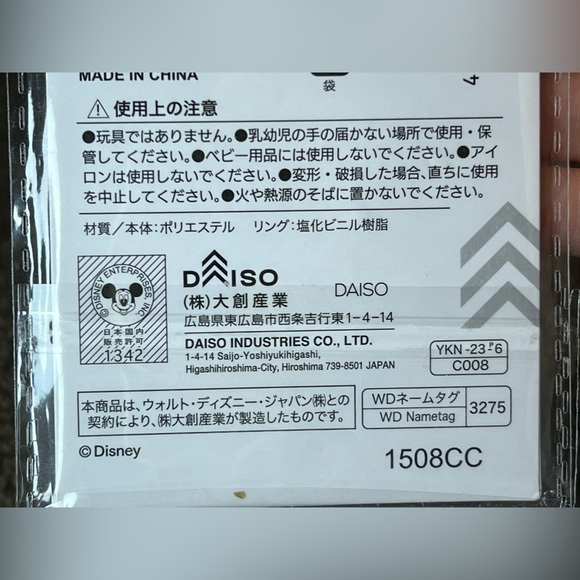 MADE IN CHINA
袋
4
⚠使用上の注意
●玩具ではありません。●乳幼児の手の届かない場所で使用・保
管してください。●ベビー用品には使用しないでください。●アイ
ロンは使用しないでください。●変形・破損した場合、直ちに使用
を中止してください。●火や熱源のそばに置かないでください。
材質/本体:ポリエステル リング:塩化ビニル樹脂
©DISNEY ENTERPRISES, INC.
日本国内
販売許可
1342
DAISO
(株)大創産業
DAISO
広島県東広島市西条吉行東1-4-14
DAISO INDUSTRIES CO., LTD.
1-4-14 Saijo-Yoshiyukihigashi,
Higashihiroshima-City, Hiroshima 739-8501 JAPAN
YKN-23-6
C008
本商品は、ウォルト・ディズニー・ジャパン(株)との
契約により、(株)大創産業が製造したものです。
WDネームタグ
WD Nametag
3275
©Disney
1508CC